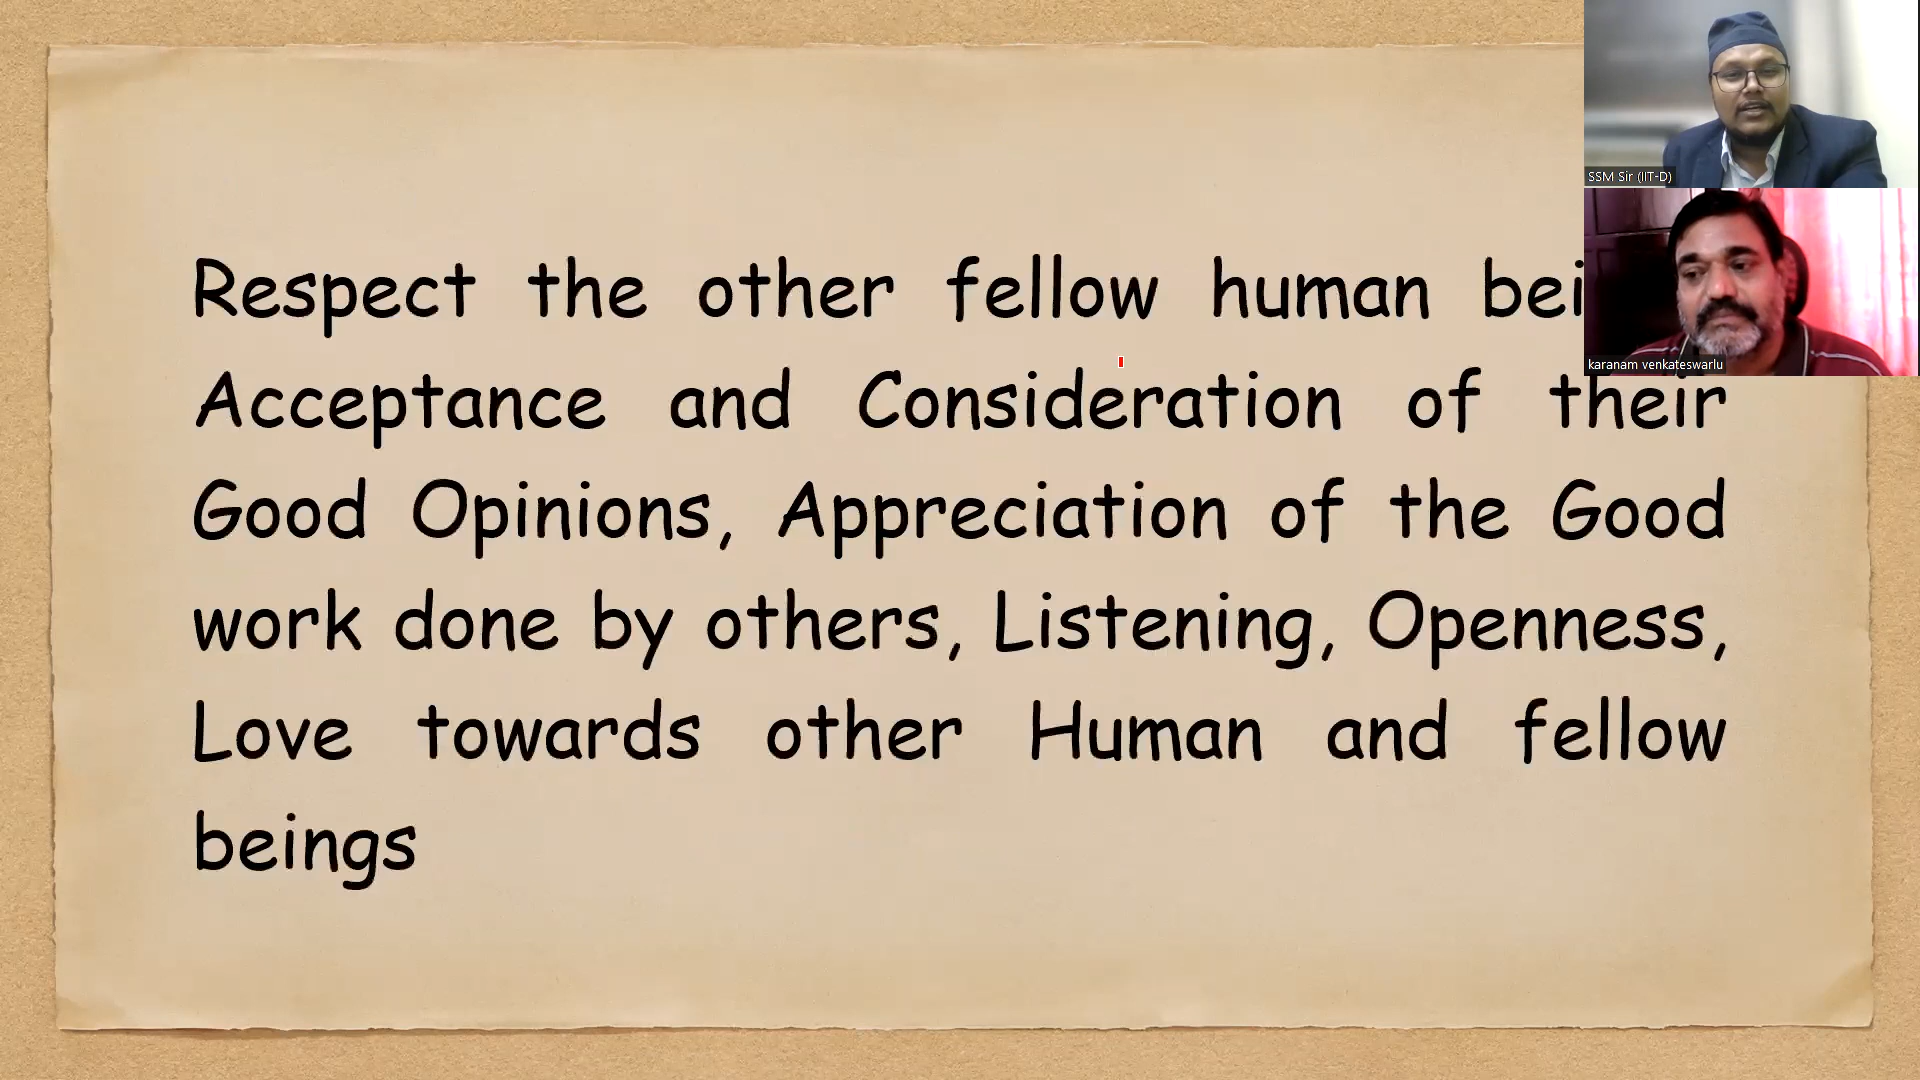 Respect the other fellow human bei
Acceptance and Consideration of their
Good Opinions, Appreciation of the Good
work done by others, Listening, Openness,
Love towards other Human and fellow
beings
SSM Sir (IIT-D)
karanam venkateswarlu